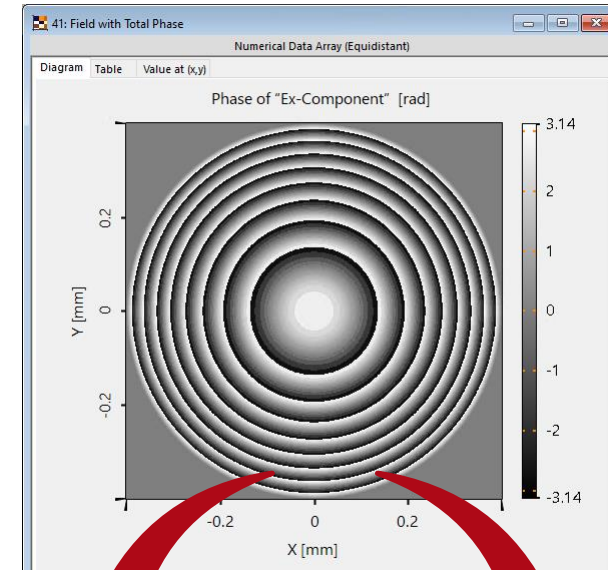 41: Field with Total Phase
Numerical Data Array (Equidistant)
Diagram Table Value at (x,y)
Phase of "Ex-Component" [rad]
3.14
2
1
0
-1
-2
-3.14
Y [mm]
0.2
0
-0.2
-0.2 0 0.2
X [mm]